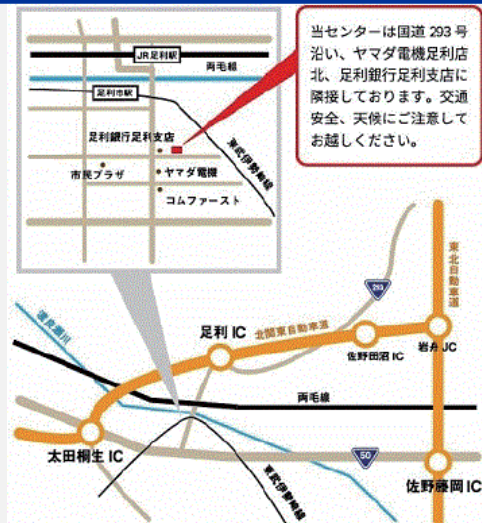 JR足利駅
両毛線
足利市駅
足利銀行足利支店
東武伊勢崎線
市民プラザ
ヤマダ電機
コムファースト
当センターは国道 293 号
沿い、ヤマダ電機足利店
北、足利銀行足利支店に
隣接しております。交通
安全、天候にご注意して
お越しください。
東北自動車道
293
渡良瀬川
足利 IC
北関東自動車道
佐野田沼 IC
岩舟 JC
両毛線
太田桐生 IC
東武伊勢崎線
50
佐野藤岡 IC